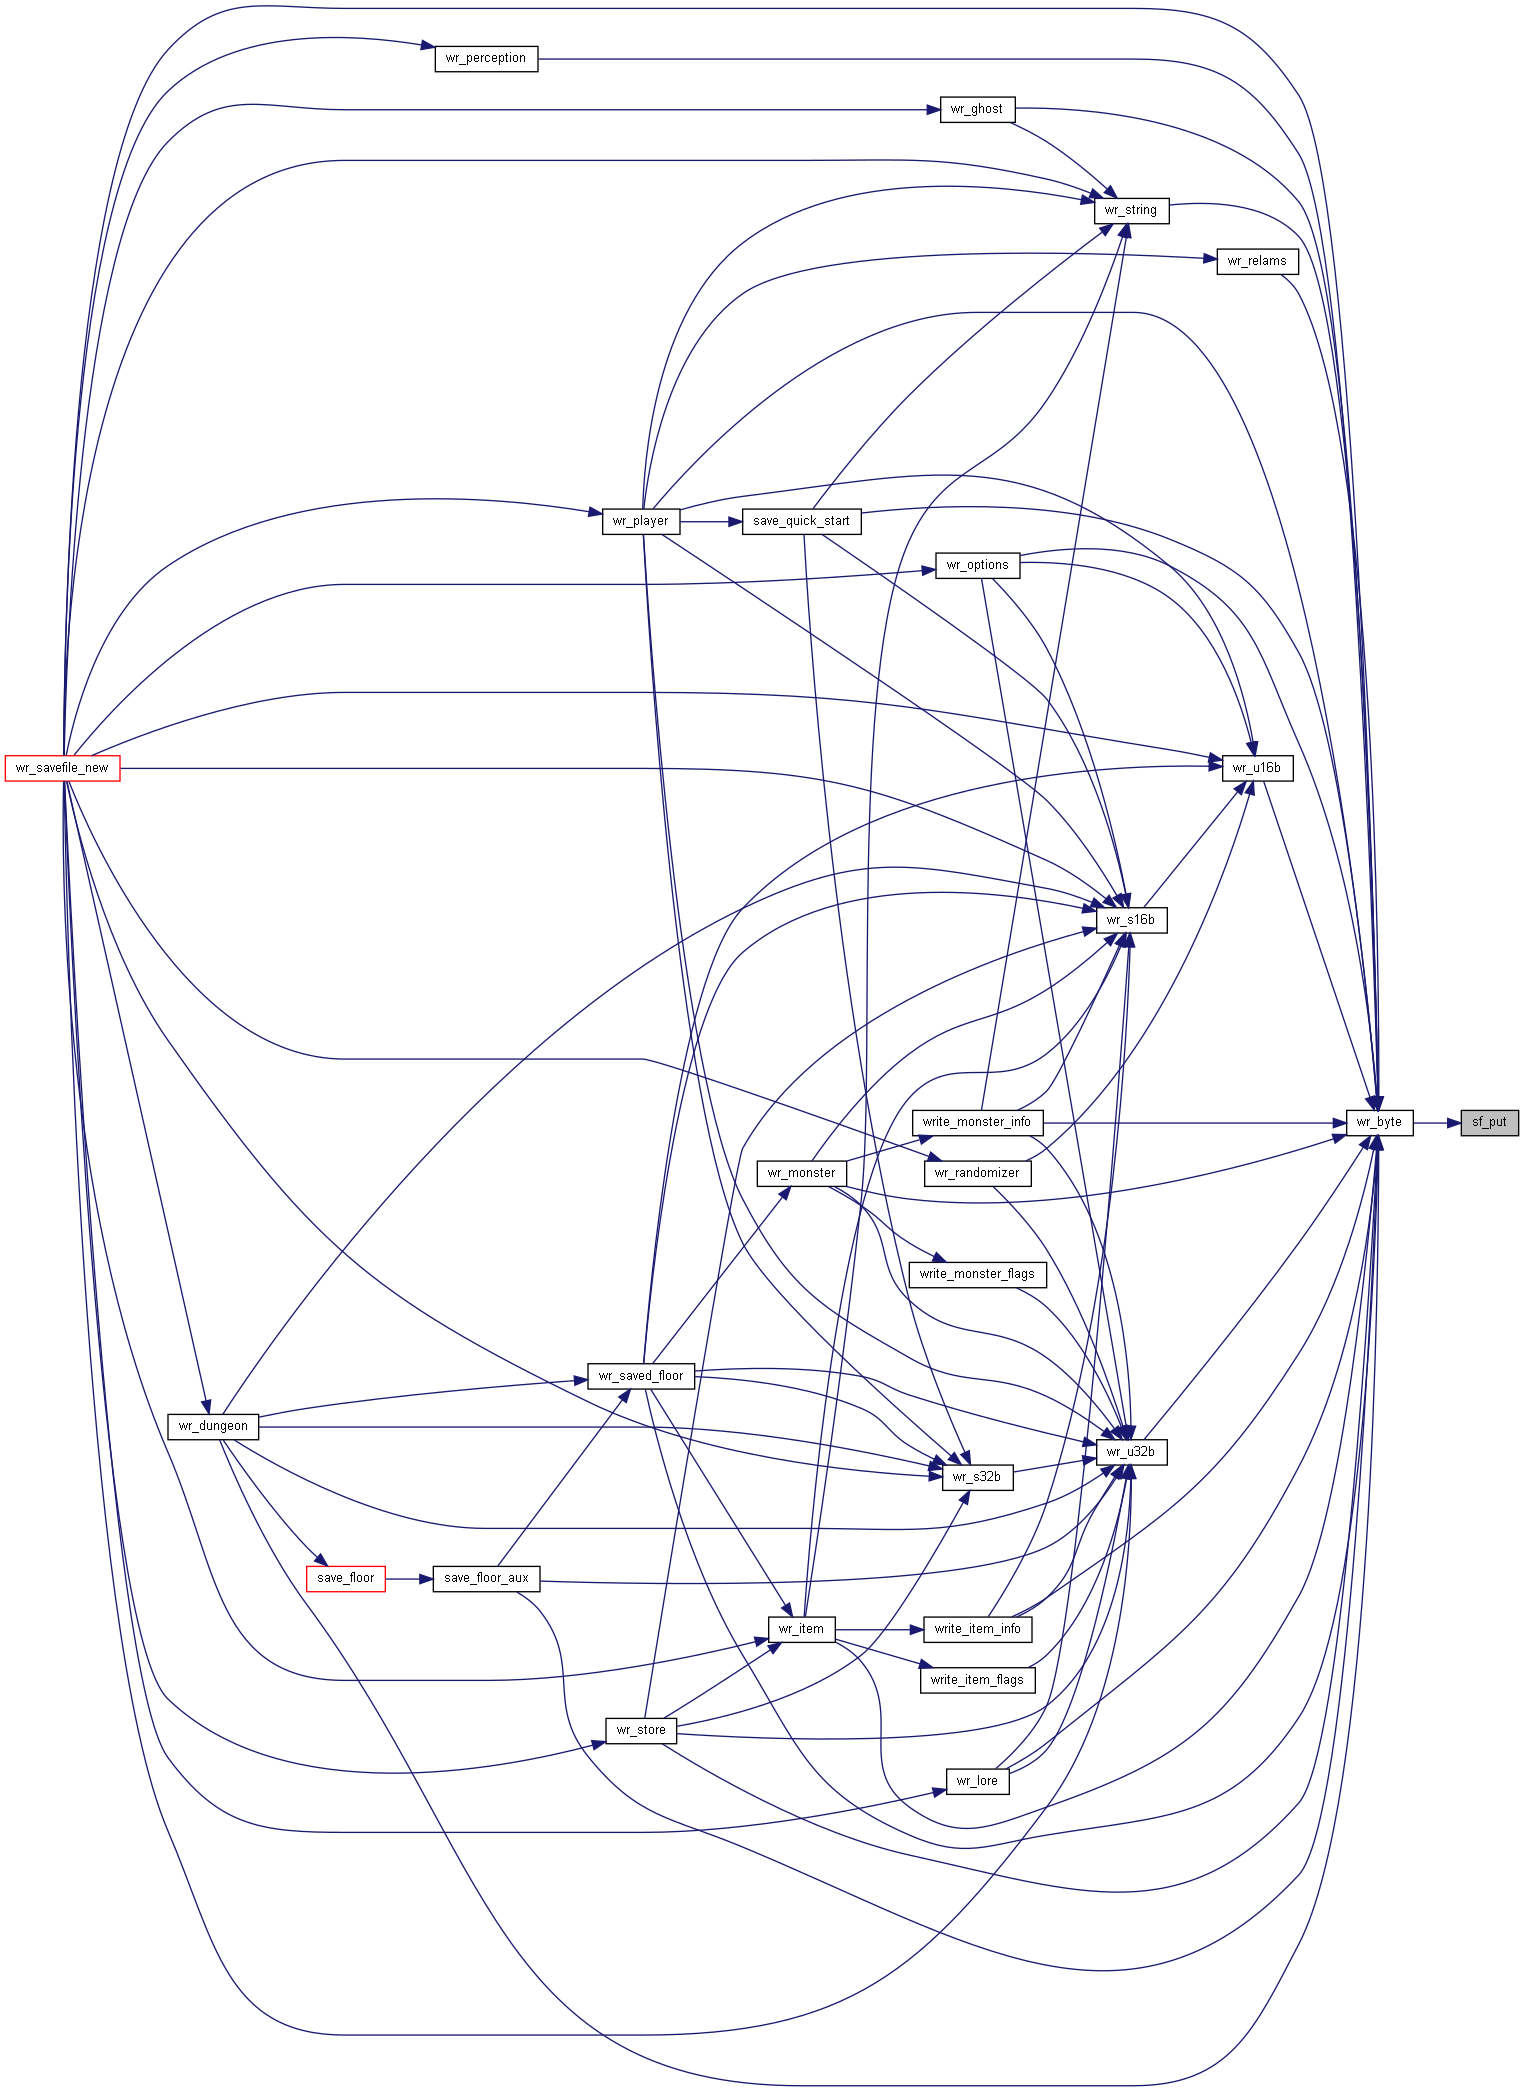 wr_perception
wr_ghost
wr_string
wr_relams
wr_player
save_quick_start
wr_options
wr_savefile_new
wr_u16b
wr_s16b
write_monster_info
wr_byte
sf_put
wr_monster
wr_randomizer
write_monster_flags
wr_saved_floor
wr_dungeon
wr_u32b
wr_s32b
save_floor
save_floor_aux
wr_item
write_item_info
write_item_flags
wr_store
wr_lore